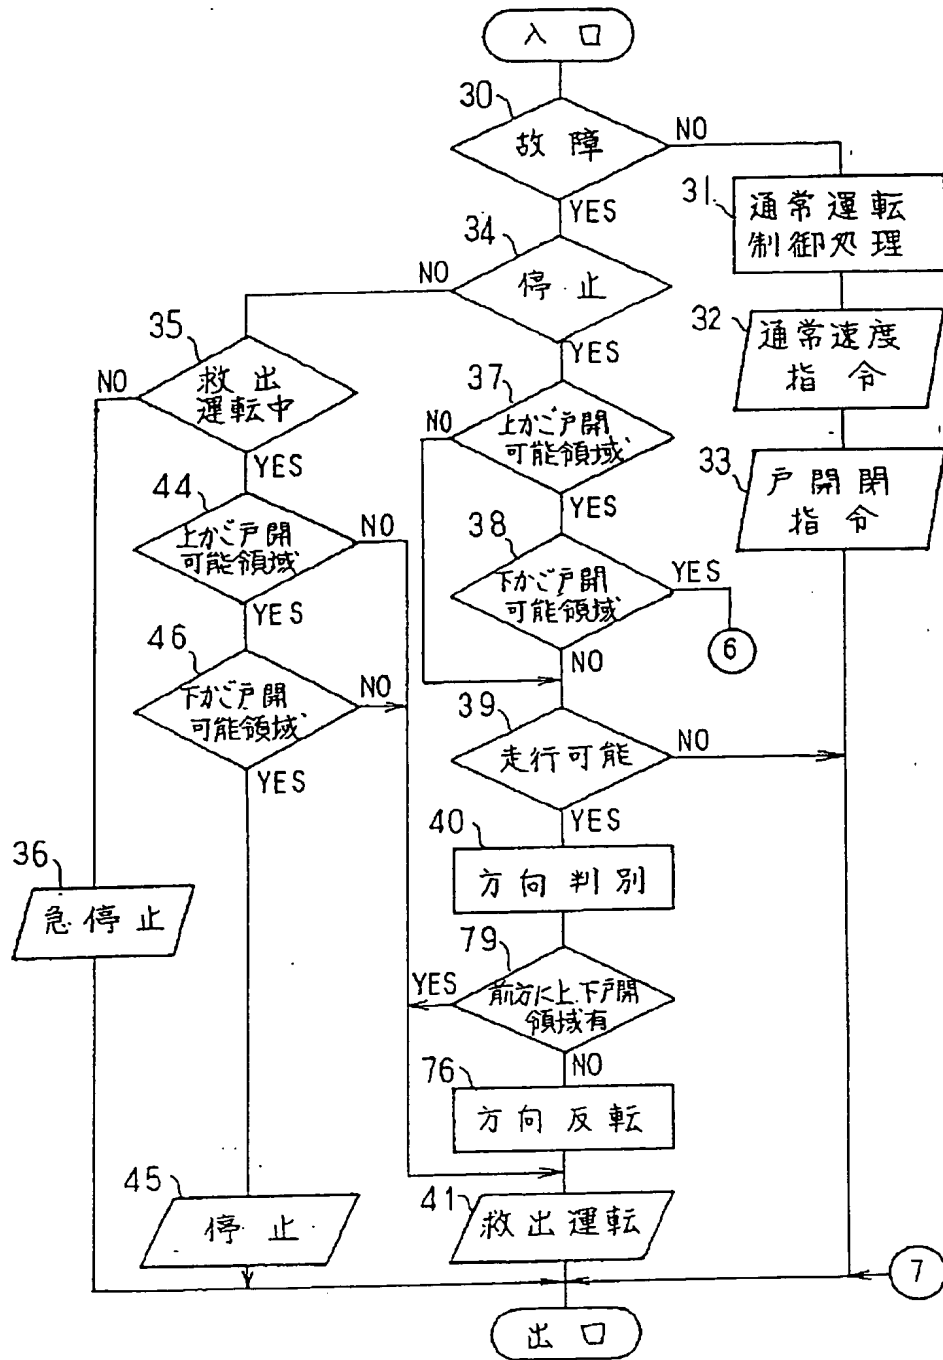 入口
30
故障
NO
YES
31
通常運転
制御処理
34
停止
NO
YES
32
通常速度
指令
35
救出
運転中
NO
YES
37
上かご戸開
可能領域
NO
YES
33
戸開閉
指令
44
上かご戸開
可能領域
NO
YES
38
下かご戸開
可能領域
YES
6
NO
46
下かご戸開
可能領域
NO
YES
39
走行可能
NO
YES
40
方向判別
36
急停止
79
前方に上.下戸開
領域有
YES
NO
76
方向反転
45
停止
41
救出運転
7
出口